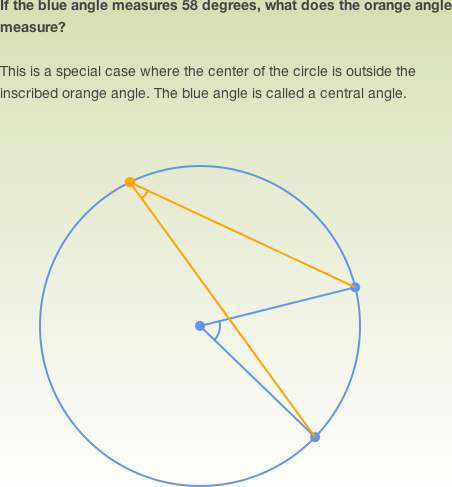 If the blue angle measures 58 degrees, what does the orange angle
measure?
This is a special case where the center of the circle is outside the
inscribed orange angle. The blue angle is called a central angle.